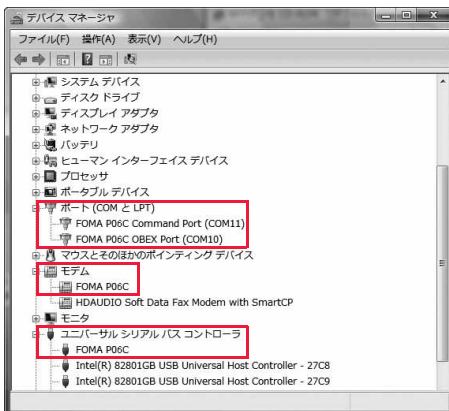 デバイス マネージャ
ファイル(F) 操作(A) 表示(V) ヘルプ(H)
システム デバイス
ディスク ドライブ
ディスプレイ アダプタ
ネットワーク アダプタ
バッテリ
ヒューマン インターフェイス デバイス
プロセッサ
ポータブル デバイス
ポート (COM と LPT)
FOMA P06C Command Port (COM11)
FOMA P06C OBEX Port (COM10)
マウスとそのほかのポインティング デバイス
モデム
FOMA P06C
HDAUDIO Soft Data Fax Modem with SmartCP
モニタ
ユニバーサル シリアル バス コントローラ
FOMA P06C
Intel(R) 82801GB USB Universal Host Controller - 27C8
Intel(R) 82801GB USB Universal Host Controller - 27C9